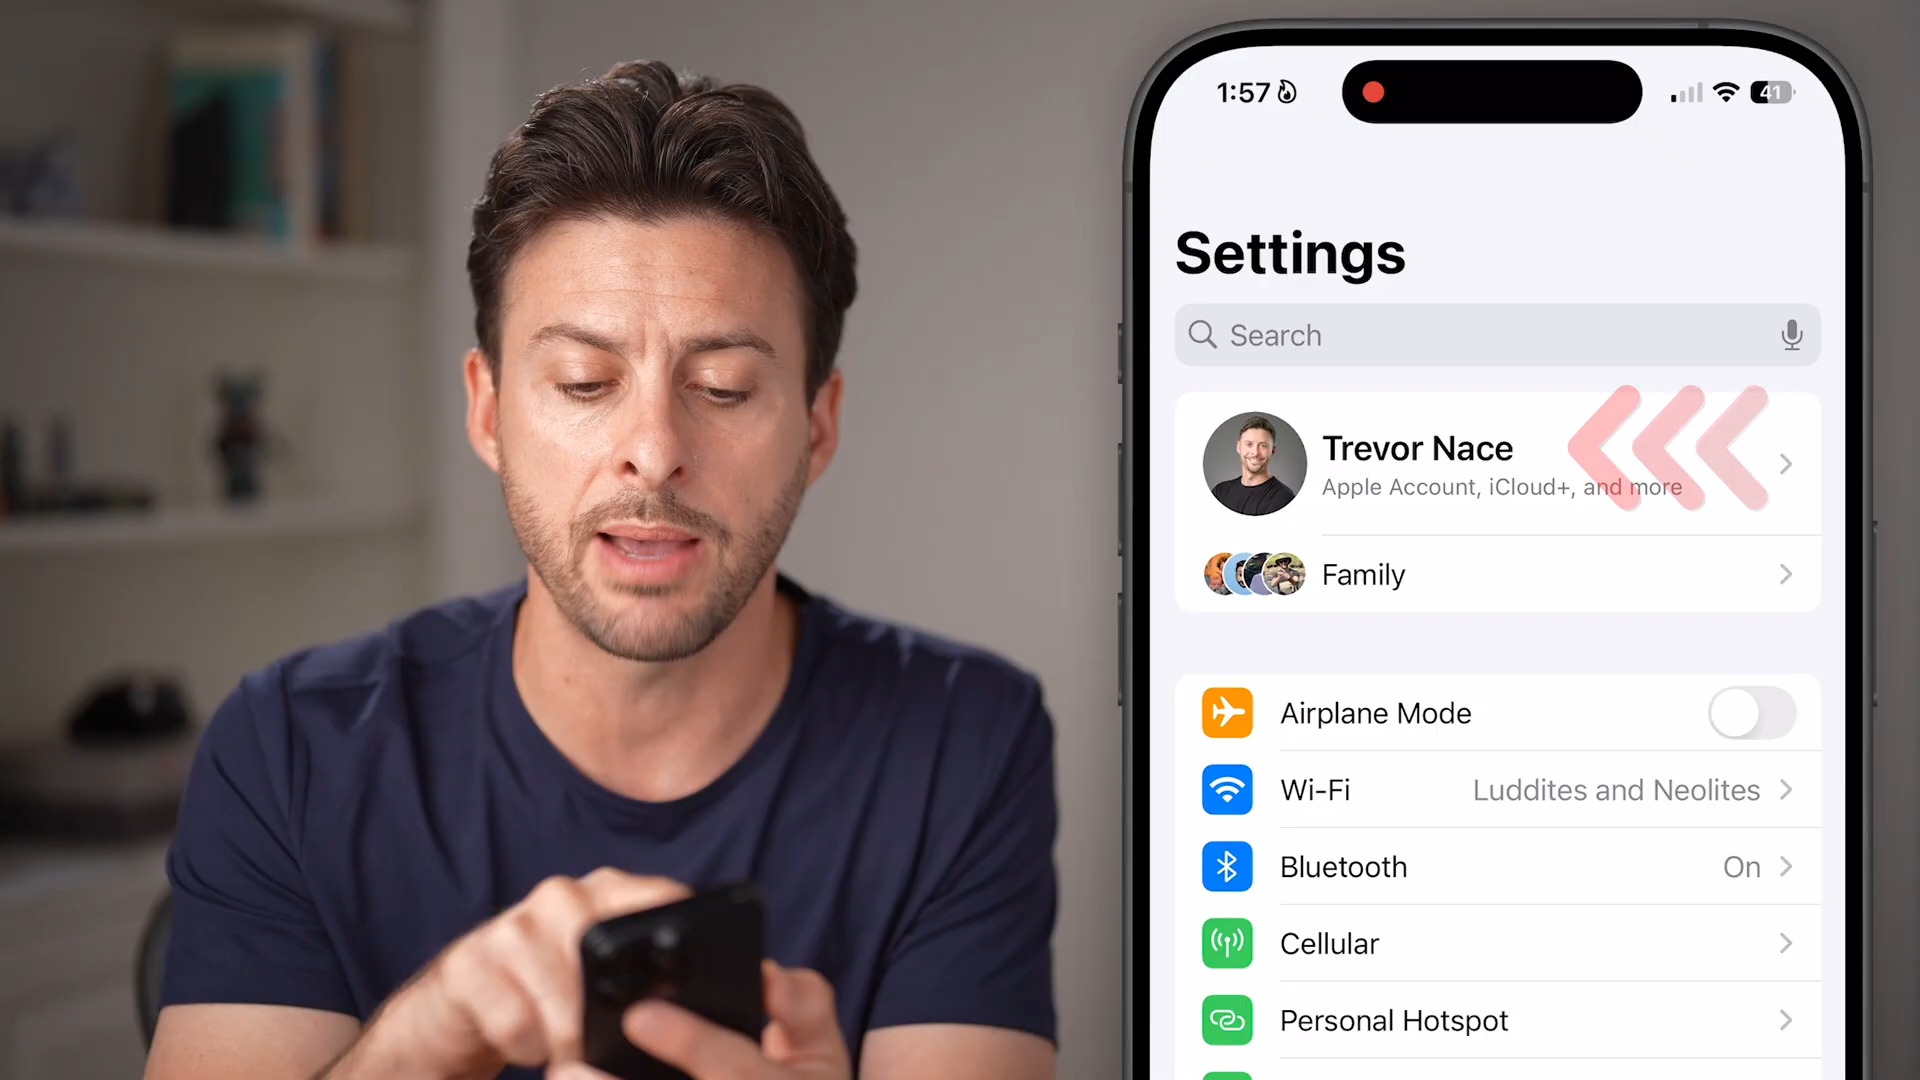 1:57
41
Settings
Search
Trevor Nace
Apple Account, iCloud+, and more
Family
Airplane Mode
Wi-Fi Luddites and Neolites
Bluetooth On
Cellular
Personal Hotspot